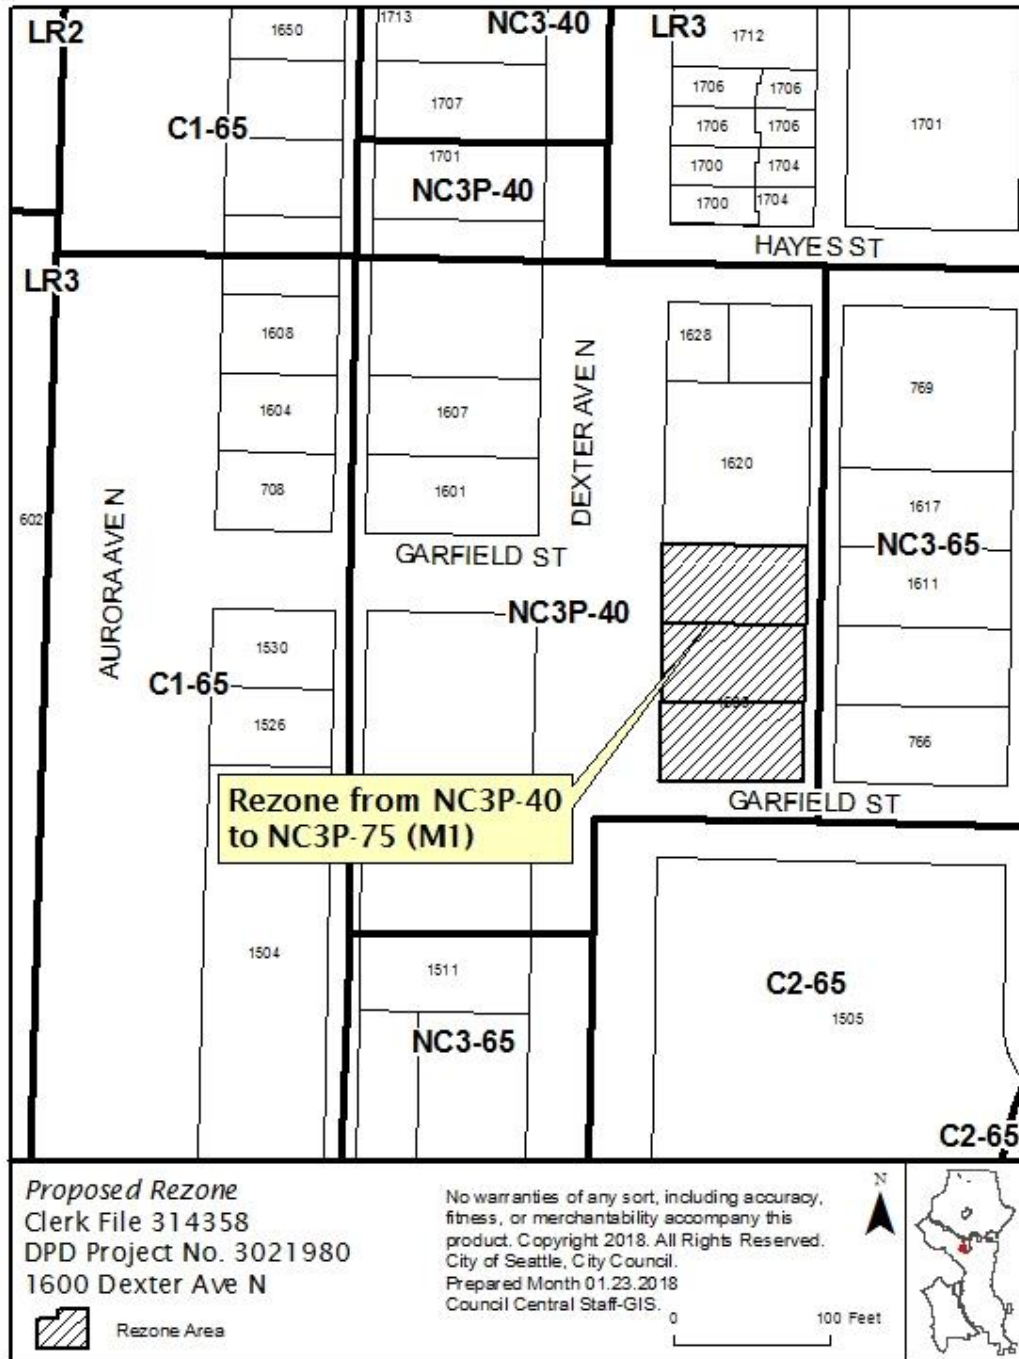 1713
NC3-40
LR2
1650
LR3
1712
1707
1706
1706
C1-65
1706
1706
1701
1701
1700
1704
NC3P-40
1700
1704
HAYES ST
LR3
1608
1628
DEXTER AVE N
769
1604
1607
1620
708
1601
1617
602
AURORA AVE N
GARFIELD ST
NC3-65
1611
NC3P-40
1530
C1-65
1526
766
Rezone from NC3P-40
to NC3P-75 (M1)
GARFIELD ST
1504
1511
C2-65
1505
NC3-65
C2-65
Proposed Rezone
Clerk File 314358
DPD Project No. 3021980
1600 Dexter Ave N
Rezone Area
No warranties of any sort, including accuracy,
fitness, or merchantability accompany this
product. Copyright 2018. All Rights Reserved.
City of Seattle, City Council.
Prepared Month 01.23.2018
Council Central Staff-GIS.
0 100 Feet
N